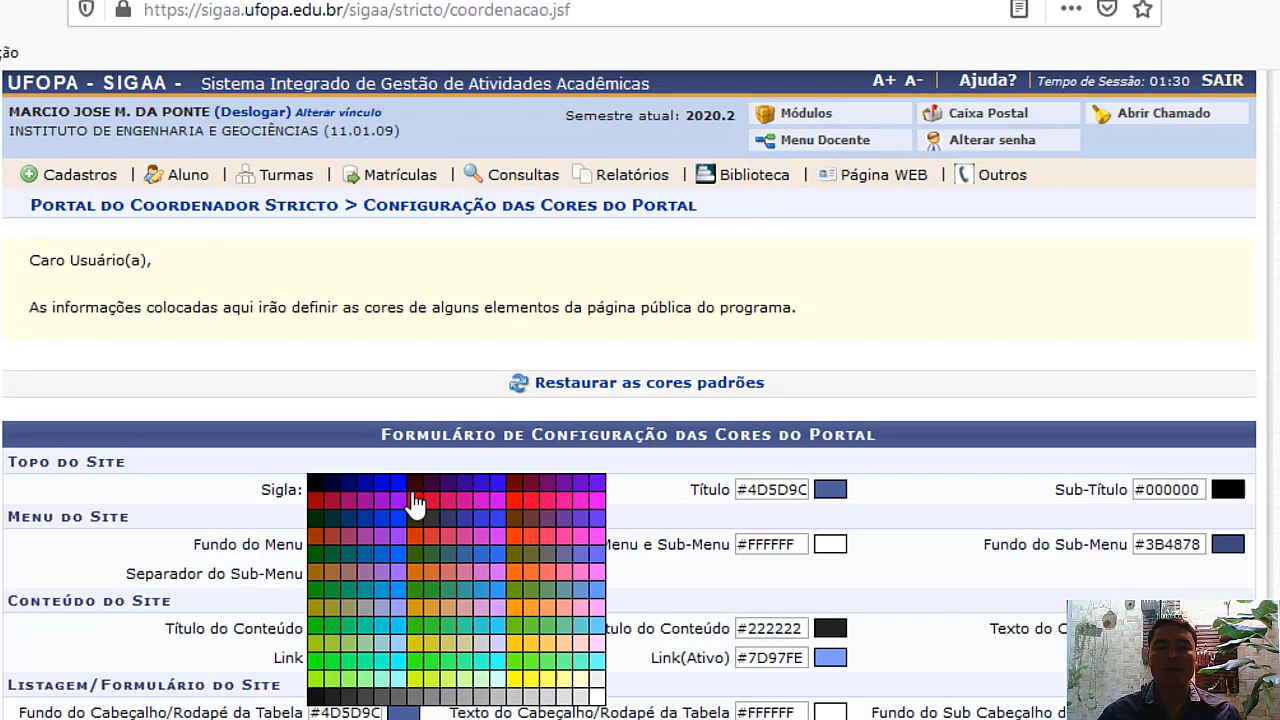 https://sigaa.ufopa.edu.br/sigaa/stricto/coordenacao.jsf
ção
UFOPA - SIGAA - Sistema Integrado de Gestão de Atividades Acadêmicas A+ A- Ajuda? Tempo de Sessão: 01:30 SAIR
MARCIO JOSE M. DA PONTE (Deslogar) Alterar vínculo Semestre atual: 2020.2 Módulos Caixa Postal Abrir Chamado
INSTITUTO DE ENGENHARIA E GEOCIÊNCIAS (11.01.09) Menu Docente Alterar senha
Cadastros | Aluno | Turmas | Matrículas | Consultas Relatórios | Biblioteca | Página WEB | Outros
PORTAL DO COORDENADOR STRICTO > CONFIGURAÇÃO DAS CORES DO PORTAL
Caro Usuário(a),
As informações colocadas aqui irão definir as cores de alguns elementos da página pública do programa.
Restaurar as cores padrões
FORMULÁRIO DE CONFIGURAÇÃO DAS CORES DO PORTAL
TOPO DO SITE
Sigla: Título #4D5D9C Sub-Título #000000
MENU DO SITE
Fundo do Menu Menu e Sub-Menu #FFFFFF Fundo do Sub-Menu #3B4878
Separador do Sub-Menu
CONTEÚDO DO SITE
Título do Conteúdo tulo do Conteúdo #222222 Texto do C
Link Link(Ativo) #7D97FE
LISTAGEM/FORMULÁRIO DO SITE
Fundo do Cabeçalho/Rodapé da Tabela #4D5D9C Texto do Cabeçalho/Rodapé da Tabela #FFFFFF Fundo do Sub Cabeçalho d